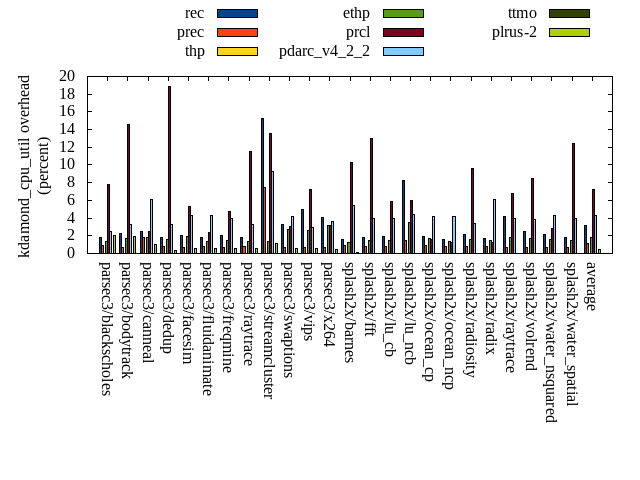 rec
prec
thp
ethp
prcl
pdarc_v4_2_2
ttmo
plrus-2
kdamond_cpu_util overhead
(percent)
20
18
16
14
12
10
8
6
4
2
0
parsec3/blackscholes
parsec3/bodytrack
parsec3/canneal
parsec3/dedup
parsec3/facesim
parsec3/fluidanimate
parsec3/freqmine
parsec3/raytrace
parsec3/streamcluster
parsec3/swaptions
parsec3/vips
parsec3/x264
splash2x/barnes
splash2x/fft
splash2x/lu_cb
splash2x/lu_ncb
splash2x/ocean_cp
splash2x/ocean_ncp
splash2x/radiosity
splash2x/radix
splash2x/raytrace
splash2x/volrend
splash2x/water_nsquared
splash2x/water_spatial
average